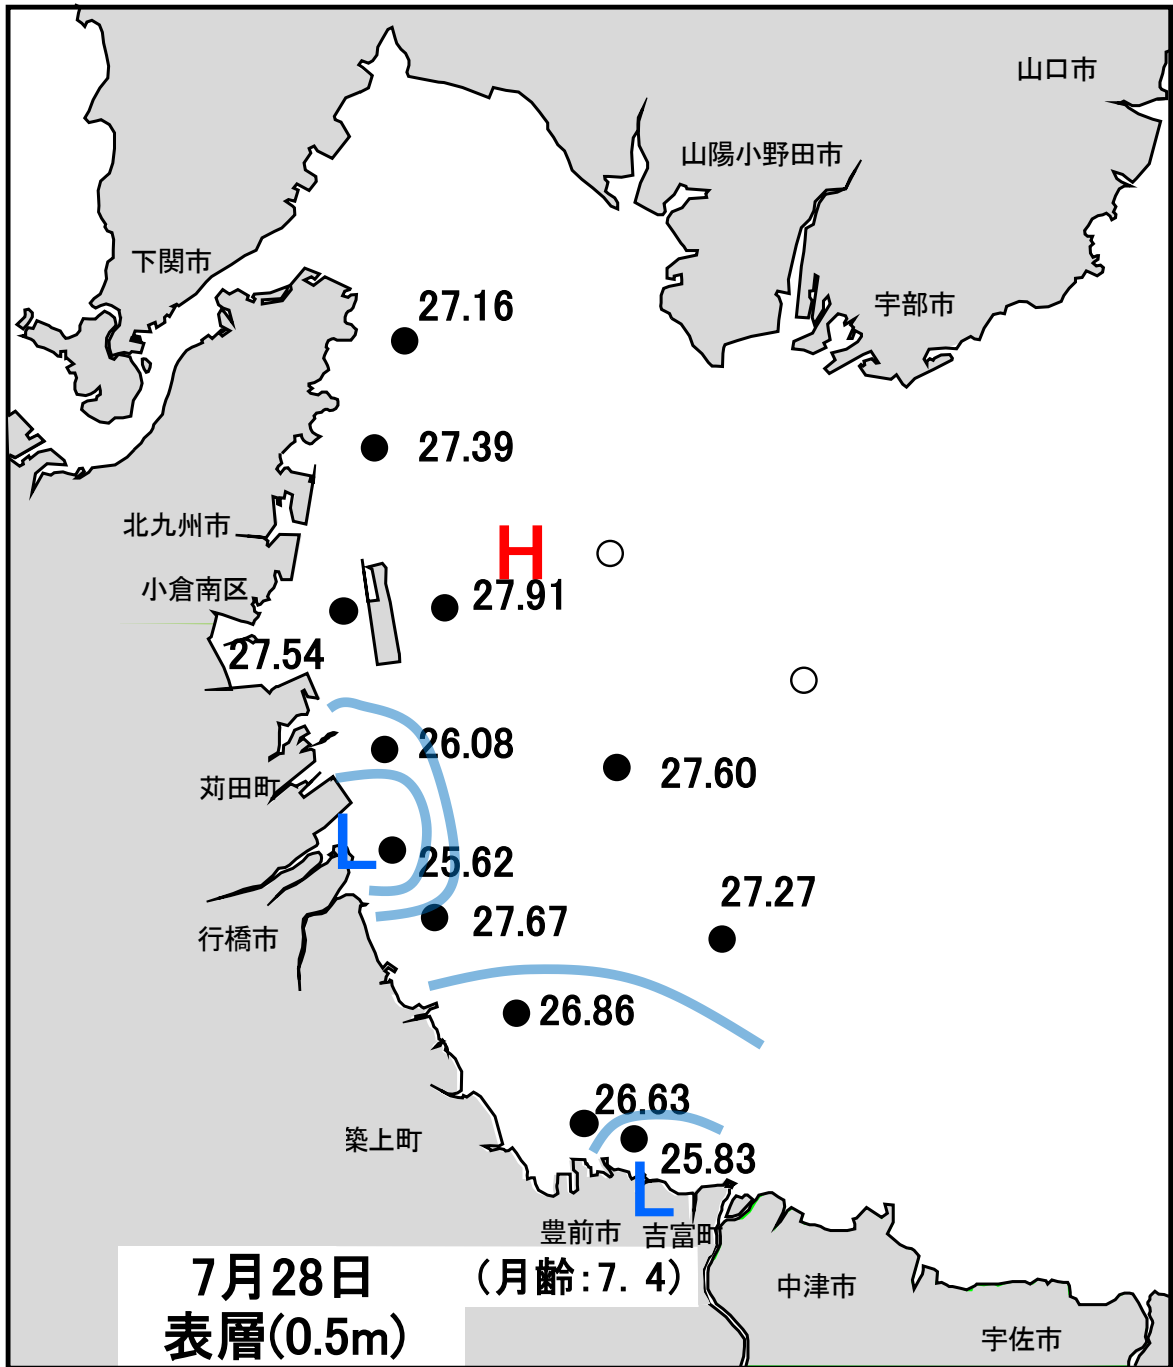 山口市
山陽小野田市
下関市
宇部市
27.16
27.39
北九州市
H
小倉南区
27.91
27.54
26.08
27.60
苅田町
L
25.62
27.27
27.67
行橋市
26.86
26.63
築上町
25.83
L
豊前市
吉富町
7月28日
(月齢:7.4)
中津市
表層(0.5m)
宇佐市